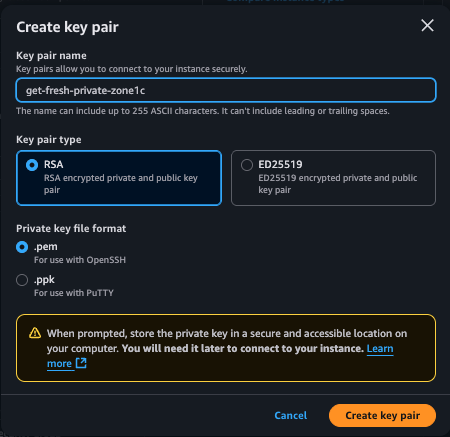 Create key pair
Key pair name
Key pairs allow you to connect to your instance securely.
get-fresh-private-zone1c
The name can include up to 255 ASCII characters. It can't include leading or trailing spaces.
Key pair type
RSA
RSA encrypted private and public key
pair
ED25519
ED25519 encrypted private and public
key pair
Private key file format
.pem
For use with OpenSSH
.ppk
For use with PuTTY
When prompted, store the private key in a secure and accessible location on
your computer. You will need it later to connect to your instance. Learn
more
Cancel
Create key pair